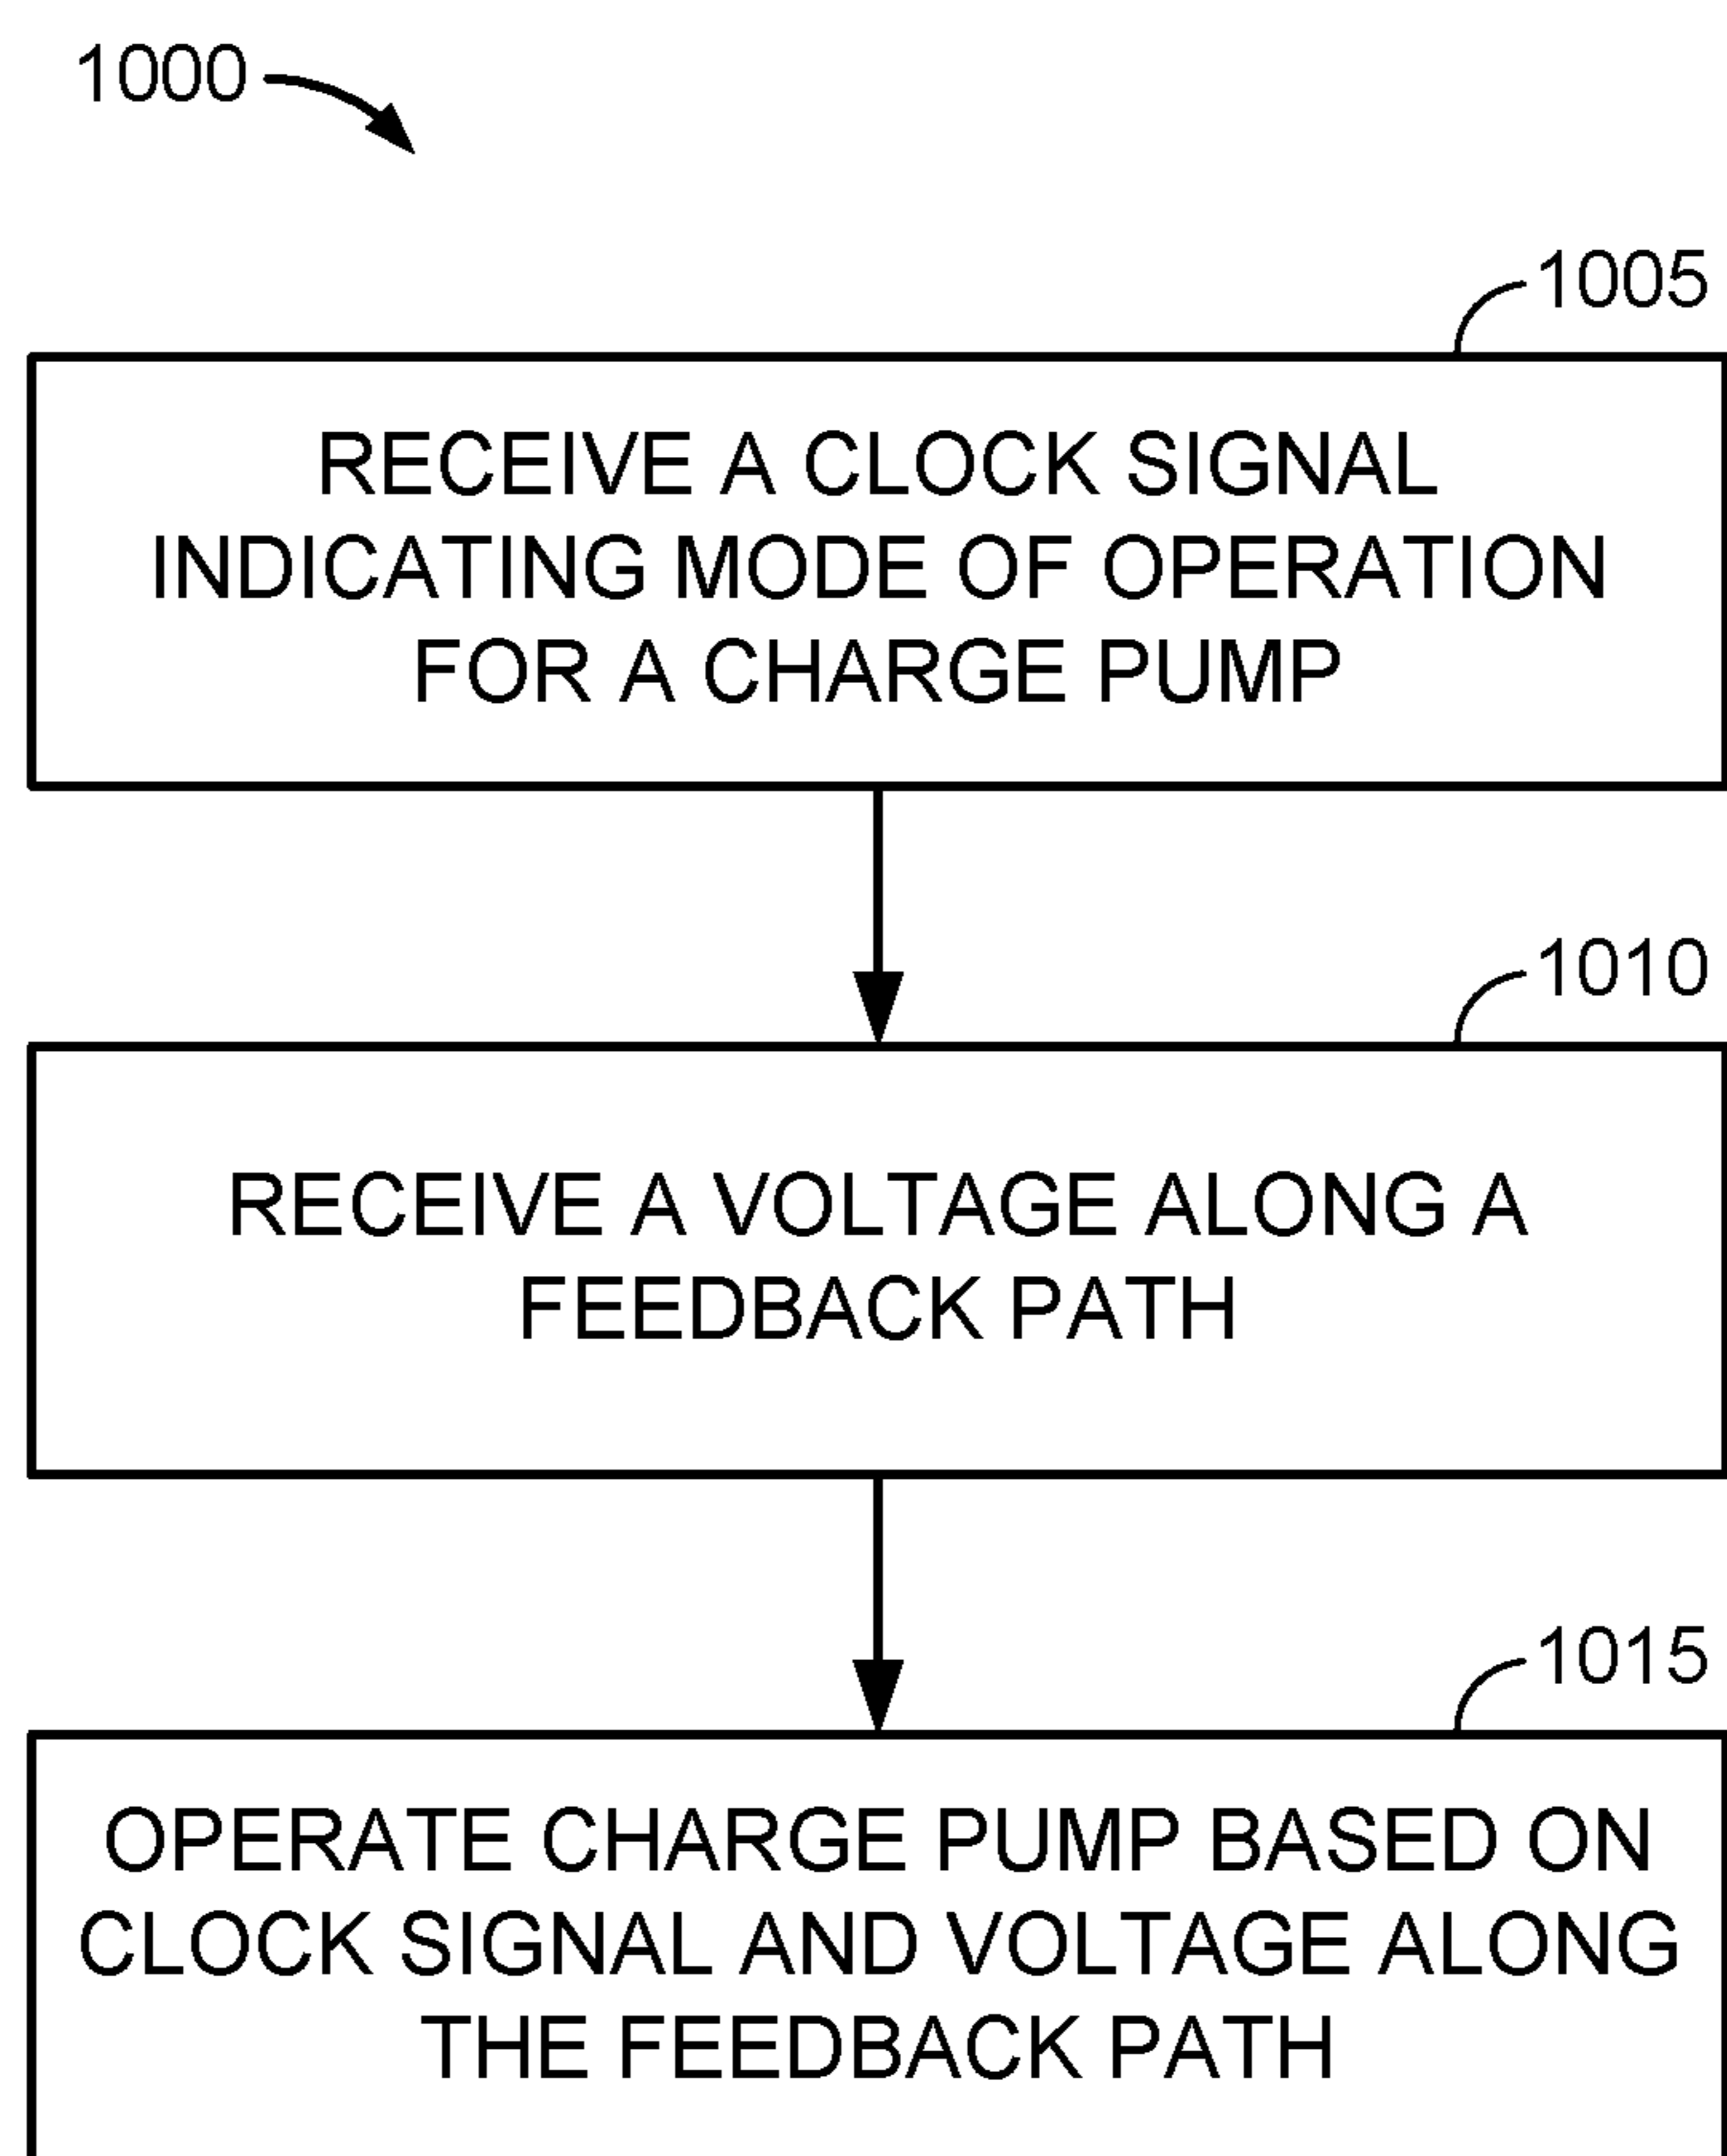 1000
1005
RECEIVE A CLOCK SIGNAL
INDICATING MODE OF OPERATION
FOR A CHARGE PUMP
1010
RECEIVE A VOLTAGE ALONG A
FEEDBACK PATH
1015
OPERATE CHARGE PUMP BASED ON
CLOCK SIGNAL AND VOLTAGE ALONG
THE FEEDBACK PATH